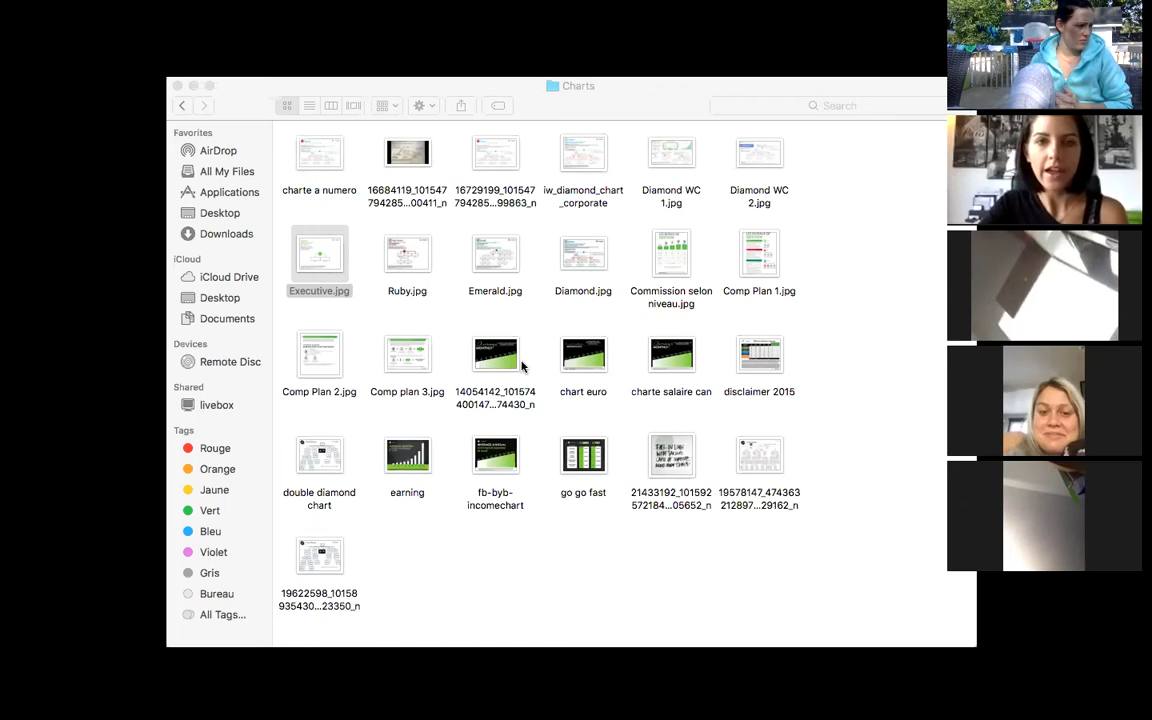 Charts
Search
Favorites
AirDrop
All My Files
Applications
Desktop
Downloads
iCloud
iCloud Drive
Desktop
Documents
Devices
Remote Disc
Shared
livebox
Tags
Rouge
Orange
Jaune
Vert
Bleu
Violet
Gris
Bureau
All Tags...
charte a numero
16684119_101547
794285...00411_n
16729199_101547
794285...99863_n
iw_diamond_chart
_corporate
Diamond WC
1.jpg
Diamond WC
2.jpg
Executive.jpg
Ruby.jpg
Emerald.jpg
Diamond.jpg
Commission selon
niveau.jpg
Comp Plan 1.jpg
Comp Plan 2.jpg
Comp plan 3.jpg
14054142_101574
400147...74430_n
chart euro
charte salaire can
disclaimer 2015
double diamond
chart
earning
fb-byb-
incomechart
go go fast
21433192_101592
572184...05652_n
19578147_474363
212897...29162_n
19622598_10158
935430...23350_n